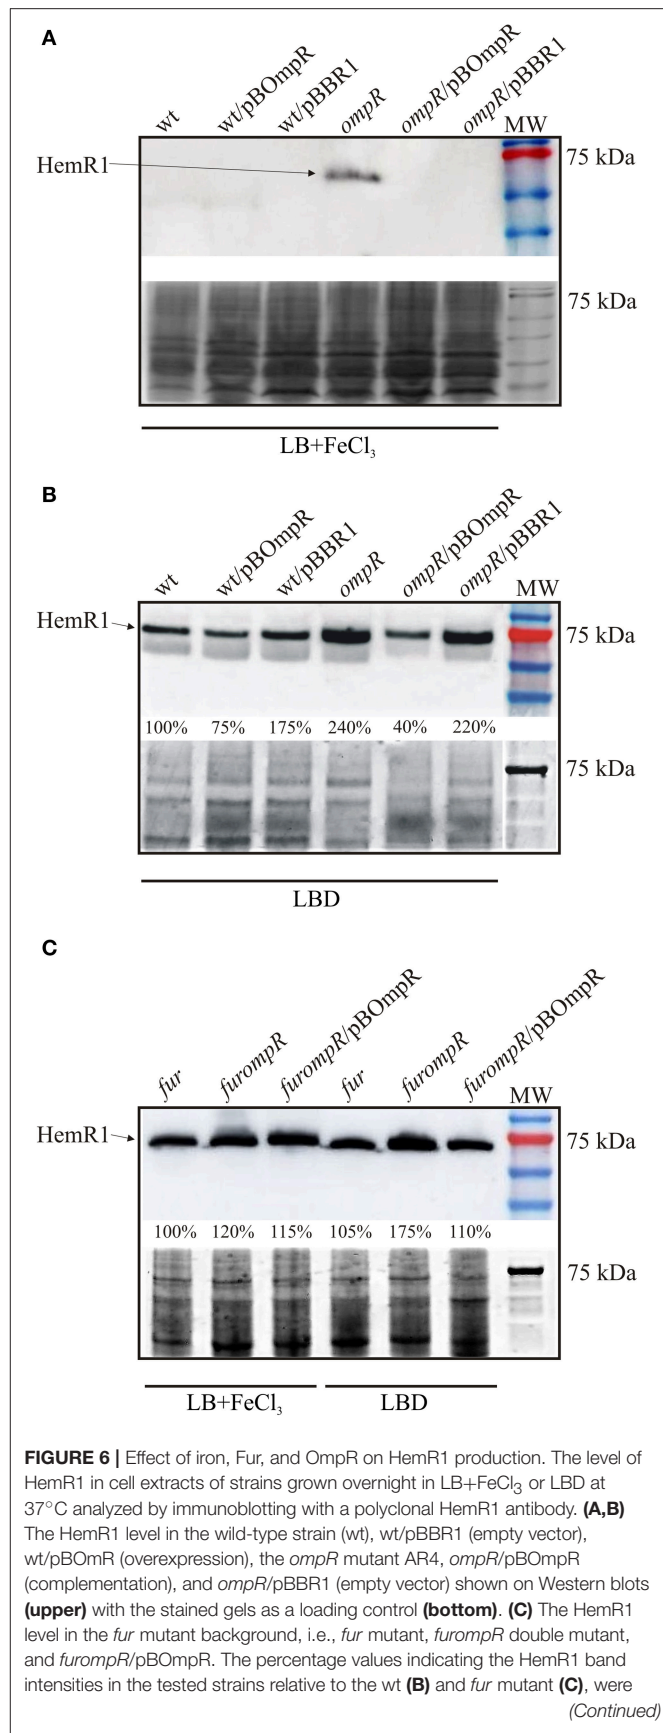 A
wt wt/pBOmpR wt/pBBR1 ompR ompR/pBOmpR ompR/pBBR1 MW
HemR1 75 kDa
75 kDa
LB+FeCl₃
B
wt wt/pBOmpR wt/pBBR1 ompR ompR/pBOmpR ompR/pBBR1 MW
HemR1 75 kDa
100% 75% 175% 240% 40% 220%
75 kDa
LBD
C
fur furompR furompR/pBOmpR fur furompR furompR/pBOmpR MW
HemR1 75 kDa
100% 120% 115% 105% 175% 110%
75 kDa
LB+FeCl₃ LBD
FIGURE 6 | Effect of iron, Fur, and OmpR on HemR1 production. The level of
HemR1 in cell extracts of strains grown overnight in LB+FeCl₃ or LBD at
37°C analyzed by immunoblotting with a polyclonal HemR1 antibody. (A,B)
The HemR1 level in the wild-type strain (wt), wt/pBBR1 (empty vector),
wt/pBOmR (overexpression), the ompR mutant AR4, ompR/pBOmpR
(complementation), and ompR/pBBR1 (empty vector) shown on Western blots
(upper) with the stained gels as a loading control (bottom). (C) The HemR1
level in the fur mutant background, i.e., fur mutant, furompR double mutant,
and furompR/pBOmpR. The percentage values indicating the HemR1 band
intensities in the tested strains relative to the wt (B) and fur mutant (C), were
(Continued)